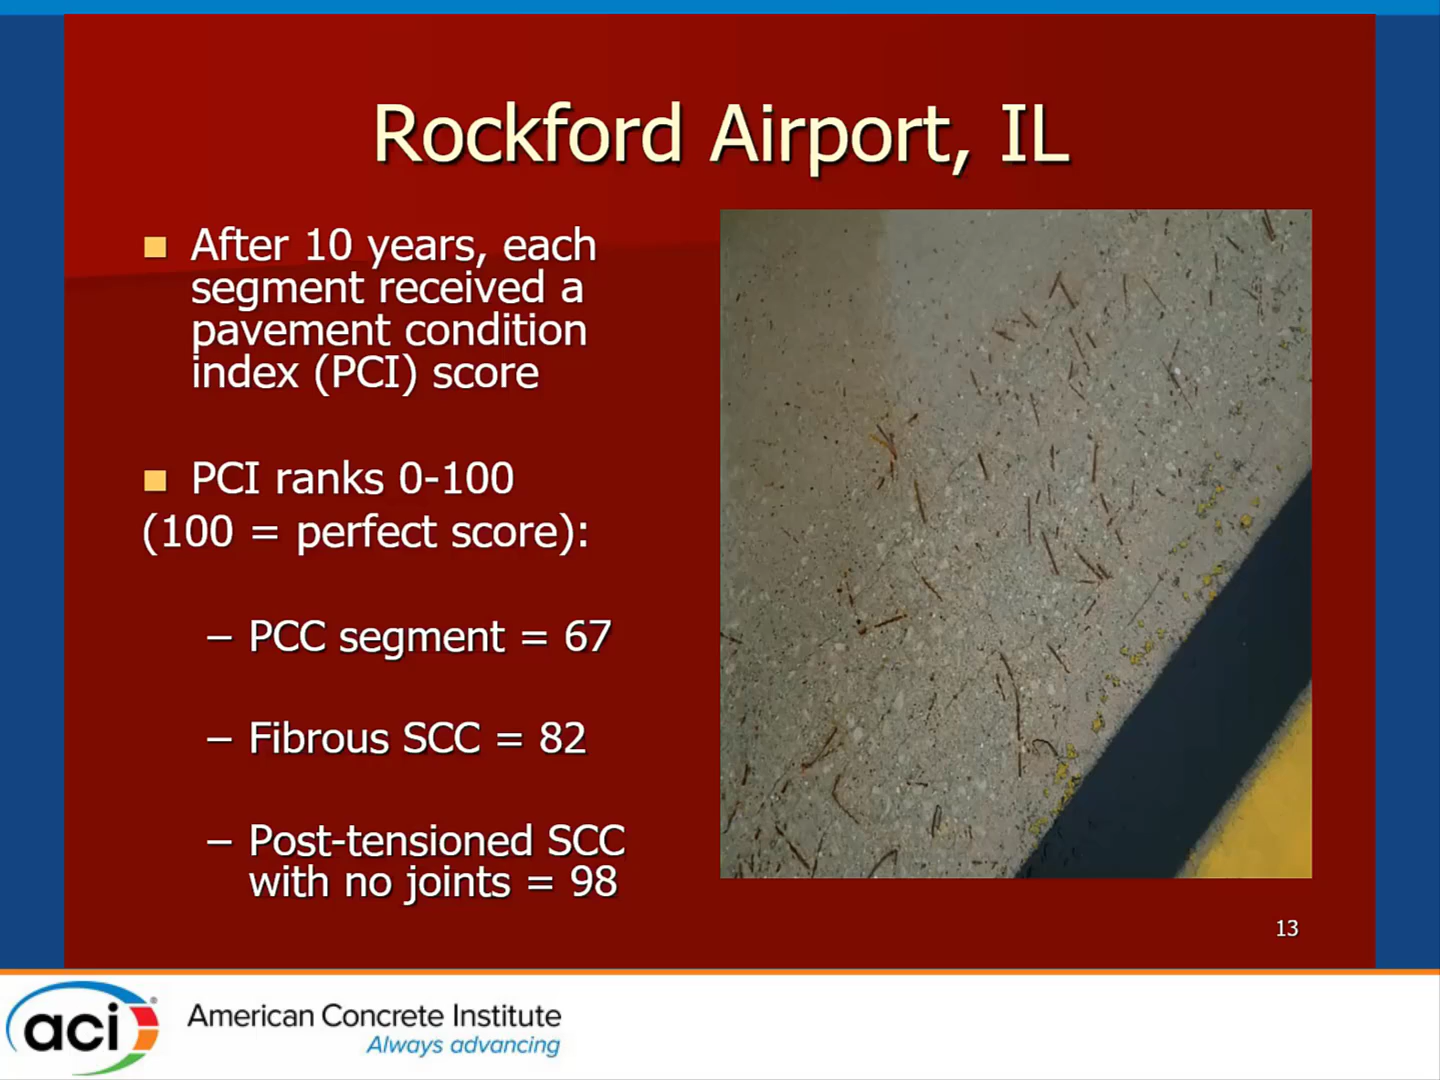 Rockford Airport, IL
After 10 years, each
segment received a
pavement condition
index (PCI) score
PCI ranks 0-100
(100 = perfect score):
– PCC segment = 67
– Fibrous SCC = 82
– Post-tensioned SCC
with no joints = 98
13
aci®
American Concrete Institute
Always advancing